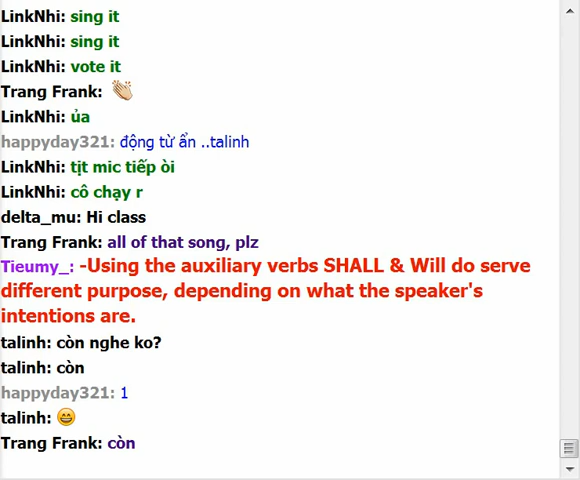 LinkNhi: sing it
LinkNhi: sing it
LinkNhi: vote it
Trang Frank: 👏
LinkNhi: ủa
happyday321: động từ ẩn ..talinh
LinkNhi: tịt mic tiếp òi
LinkNhi: cô chạy r
delta_mu: Hi class
Trang Frank: all of that song, plz
Tieumy_: -Using the auxiliary verbs SHALL & Will do serve
different purpose, depending on what the speaker's
intentions are.
talinh: còn nghe ko?
talinh: còn
happyday321: 1
talinh: 😄
Trang Frank: còn